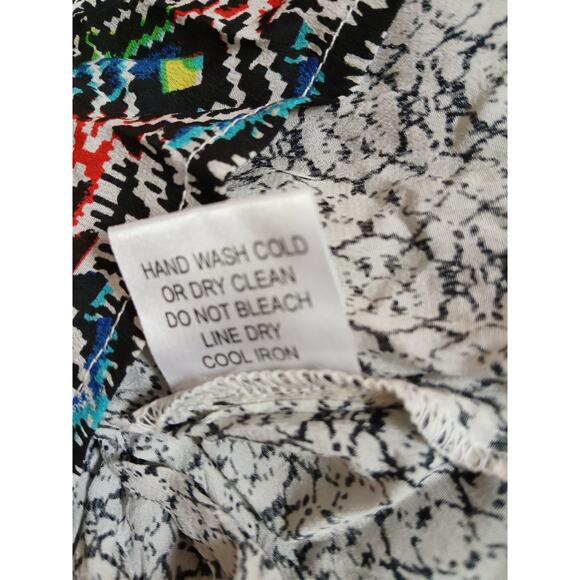 HAND WASH COLD
OR DRY CLEAN
DO NOT BLEACH
LINE DRY
COOL IRON